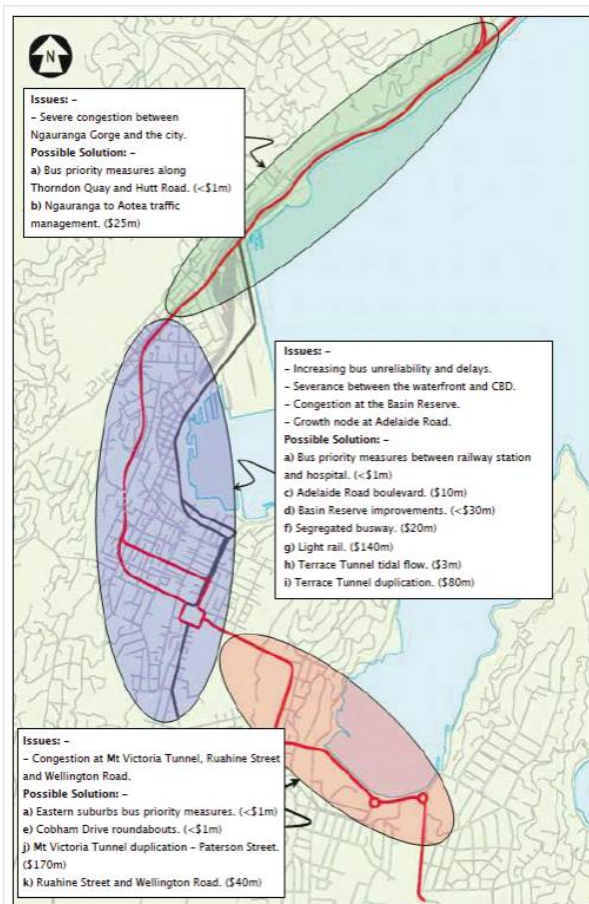 N
Issues: –
– Severe congestion between
Ngauranga Gorge and the city.
Possible Solution: –
a) Bus priority measures along
Thorndon Quay and Hutt Road. (<$1m)
b) Ngauranga to Aotea traffic
management. ($25m)
Issues: –
– Increasing bus unreliability and delays.
– Severance between the waterfront and CBD.
– Congestion at the Basin Reserve.
– Growth node at Adelaide Road.
Possible Solution: –
a) Bus priority measures between railway station
and hospital. (<$1m)
c) Adelaide Road boulevard. ($10m)
d) Basin Reserve improvements. (<$30m)
f) Segregated busway. ($20m)
g) Light rail. ($140m)
h) Terrace Tunnel tidal flow. ($3m)
i) Terrace Tunnel duplication. ($80m)
Issues: –
– Congestion at Mt Victoria Tunnel, Ruahine Street
and Wellington Road.
Possible Solution: –
a) Eastern suburbs bus priority measures. (<$1m)
e) Cobham Drive roundabouts. (<$1m)
j) Mt Victoria Tunnel duplication – Paterson Street.
($170m)
k) Ruahine Street and Wellington Road. ($40m)